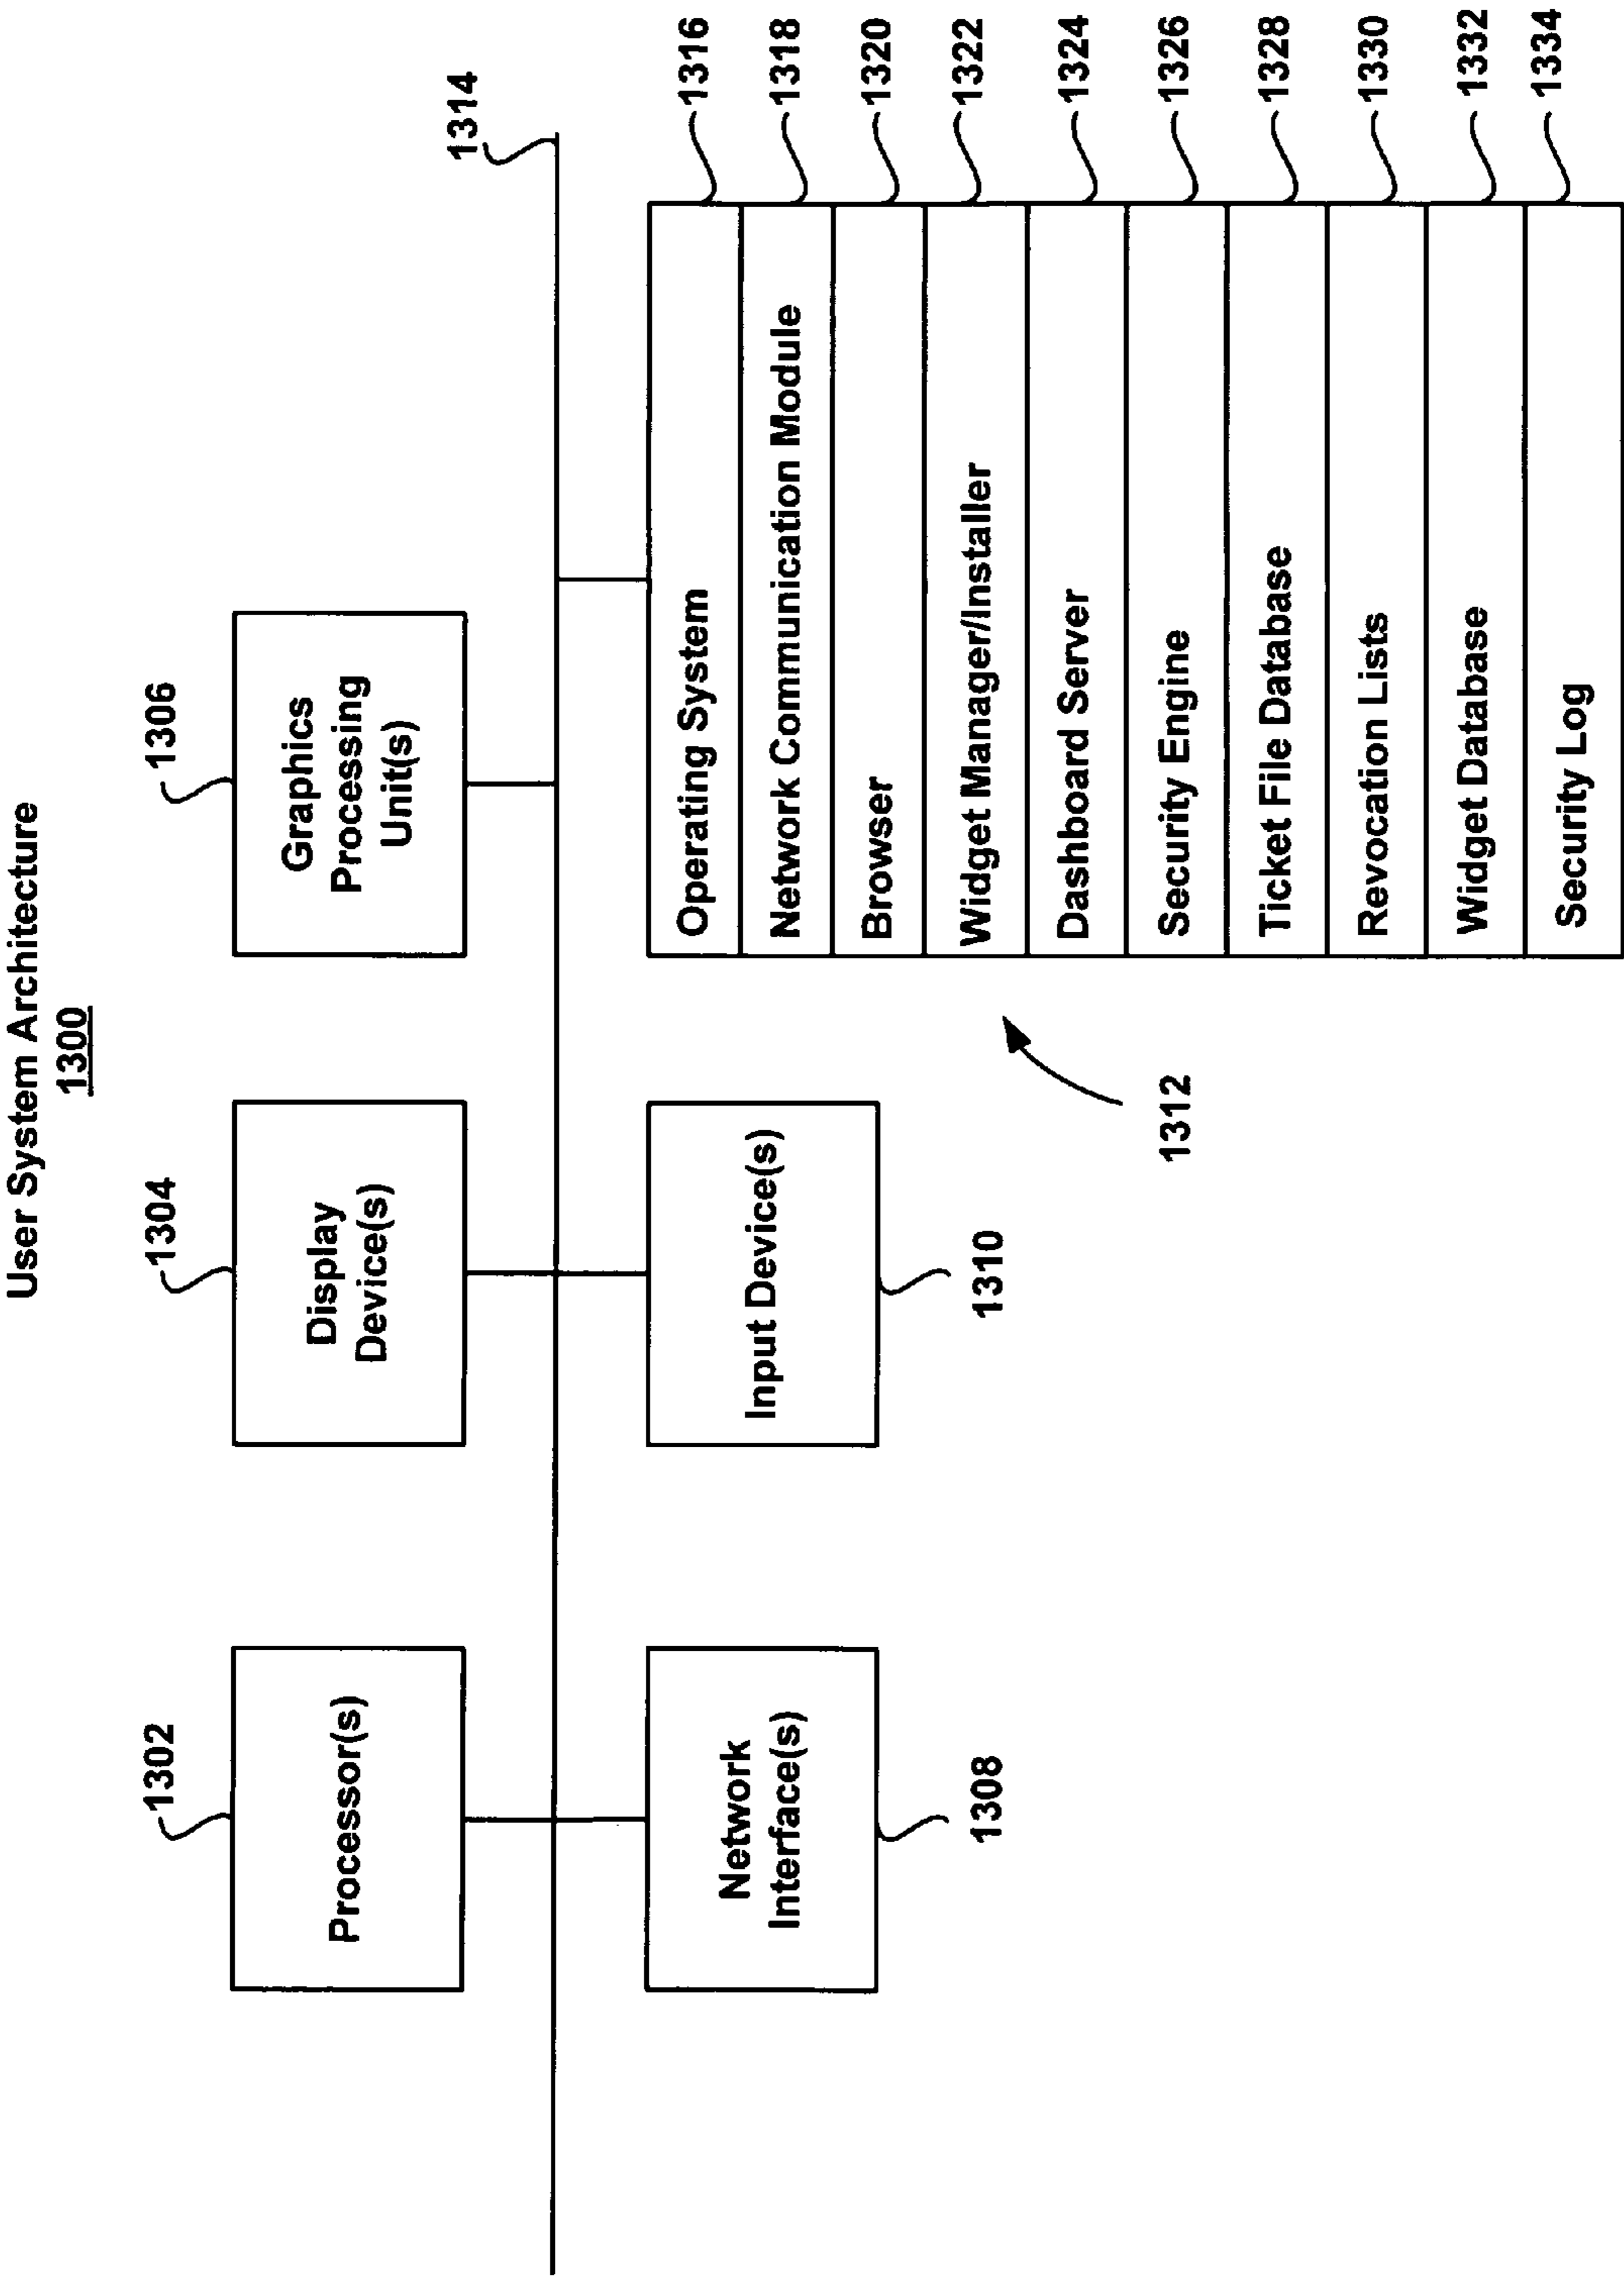 User System Architecture
1300
1302
Processor(s)
1304
Display
Device(s)
1306
Graphics
Processing
Unit(s)
1314
Network
Interface(s)
1308
Input Device(s)
1310
1312
Operating System
1316
Network Communication Module
1318
Browser
1320
Widget Manager/Installer
1322
Dashboard Server
1324
Security Engine
1326
Ticket File Database
1328
Revocation Lists
1330
Widget Database
1332
Security Log
1334